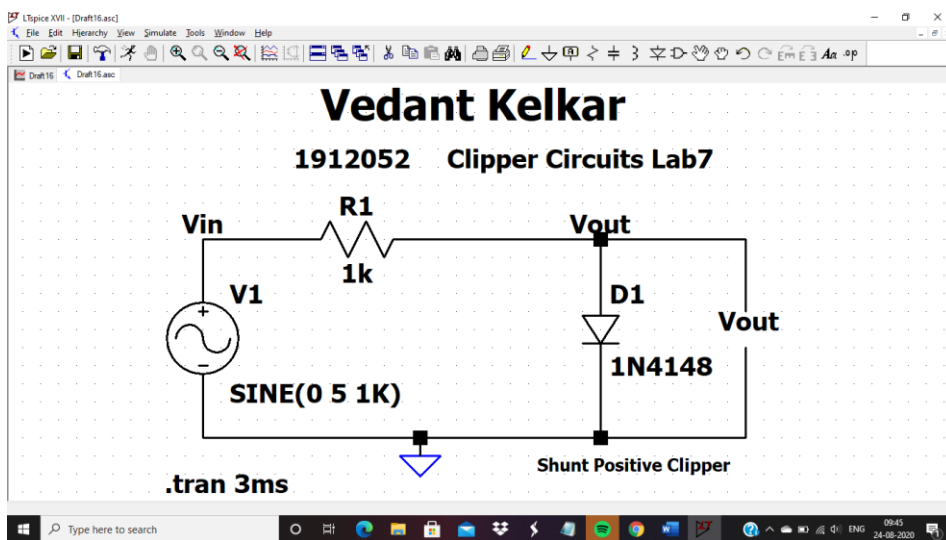 LTspice XVII - [Draft16.asc]
File Edit Hierarchy View Simulate Tools Window Help
Aa .op
Draft16 Draft16.asc
Vedant Kelkar
1912052 Clipper Circuits Lab7
R1
Vin Vout
1k
V1 D1
+
Vout
1N4148
SINE(0 5 1K)
Shunt Positive Clipper
.tran 3ms
Type here to search
ENG 09:45
24-08-2020